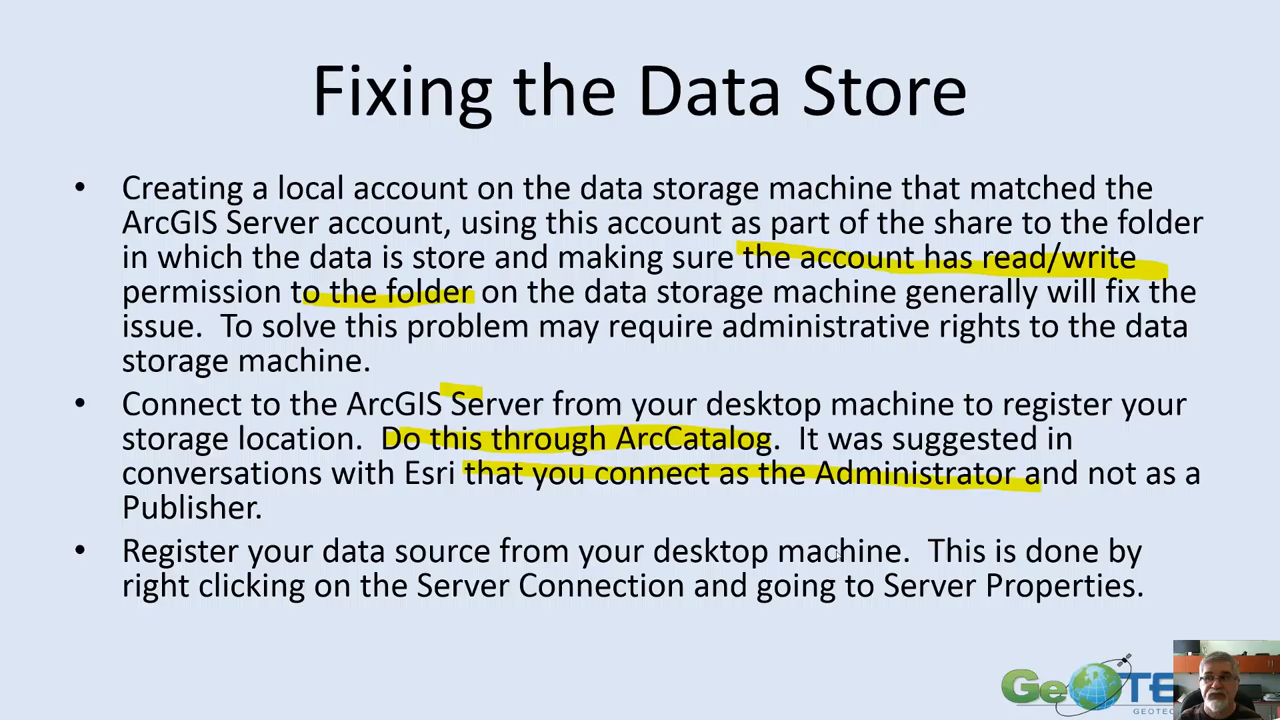 Fixing the Data Store
• Creating a local account on the data storage machine that matched the
ArcGIS Server account, using this account as part of the share to the folder
in which the data is store and making sure the account has read/write
permission to the folder on the data storage machine generally will fix the
issue. To solve this problem may require administrative rights to the data
storage machine.
• Connect to the ArcGIS Server from your desktop machine to register your
storage location. Do this through ArcCatalog. It was suggested in
conversations with Esri that you connect as the Administrator and not as a
Publisher.
• Register your data source from your desktop machine. This is done by
right clicking on the Server Connection and going to Server Properties.
GeoTE
GEOTEC